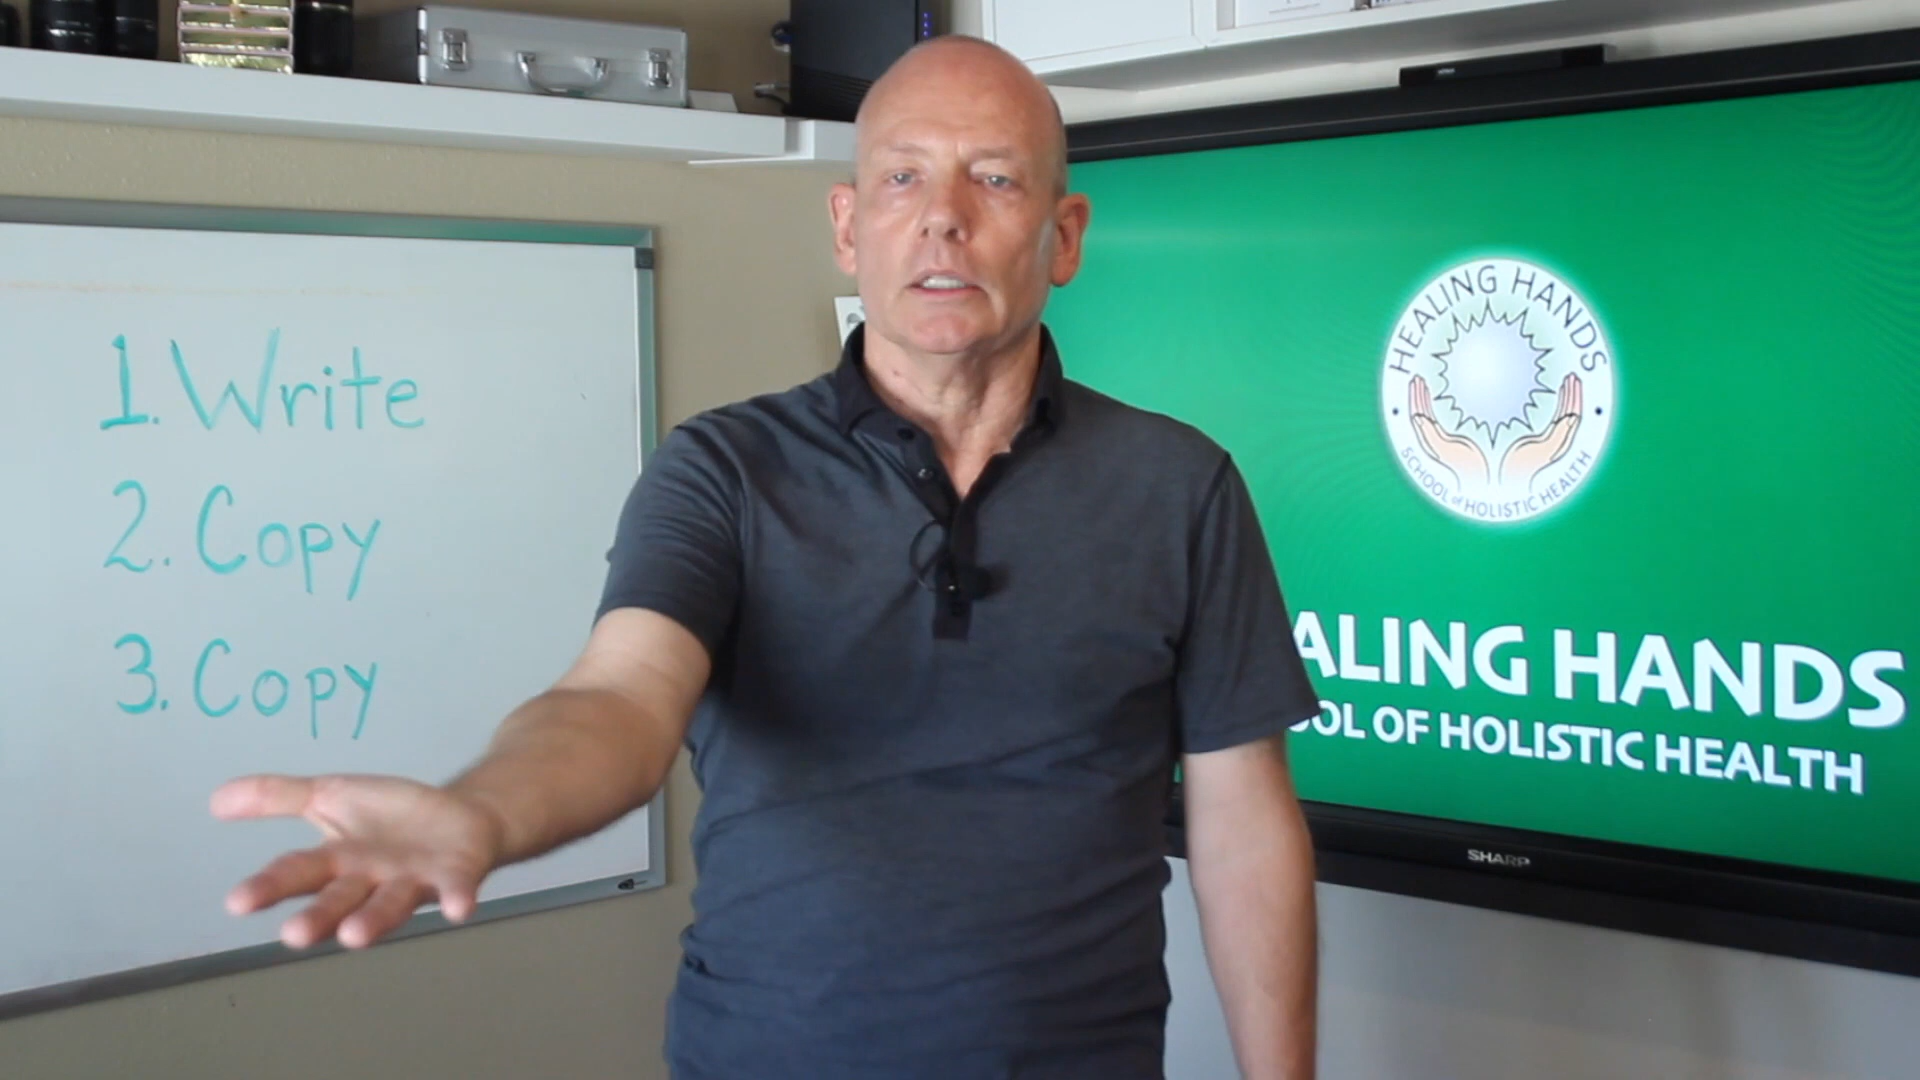 1. Write
2. Copy
3. Copy
HEALING HANDS
SCHOOL of HOLISTIC HEALTH
ALING HANDS
OOL OF HOLISTIC HEALTH
SHARP